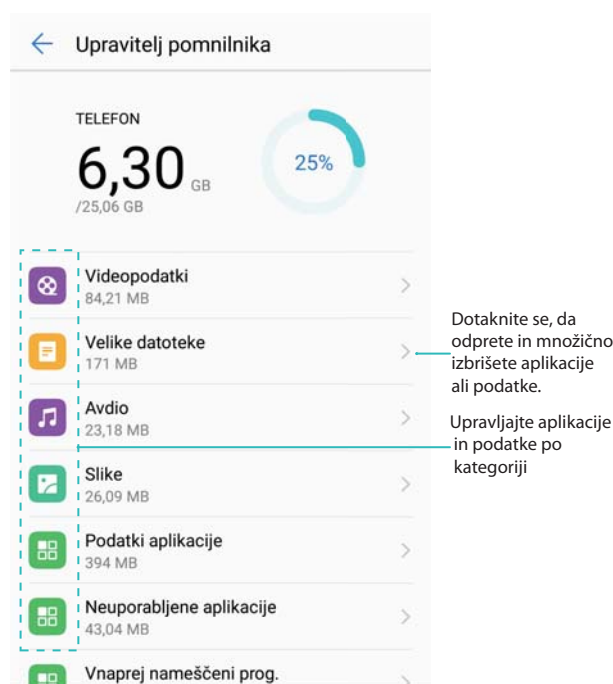 Upravitelj pomnilnika
TELEFON
6,30 GB
/25,06 GB
25%
Videopodatki
84,21 MB
Velike datoteke
171 MB
Avdio
23,18 MB
Slike
26,09 MB
Podatki aplikacije
394 MB
Neuporabljene aplikacije
43,04 MB
Vnaprej nameščeni prog.
Dotaknite se, da
odprete in množično
izbrišete aplikacije
ali podatke.
Upravljajte aplikacije
in podatke po
kategoriji